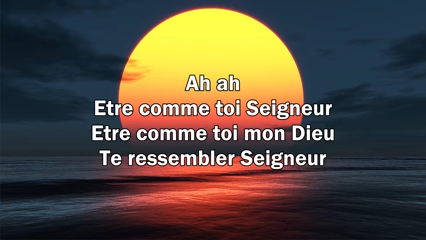 Ah ah
Etre comme toi Seigneur
Etre comme toi mon Dieu
Te ressembler Seigneur